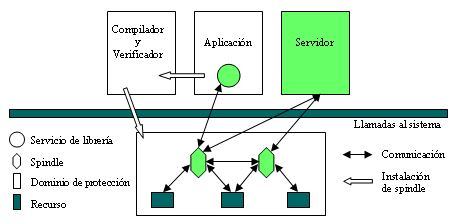 Compilador
y
Verificador
Aplicación
Servidor
Llamadas al sistema
Servicio de librería
Spindle
Dominio de protección
Recurso
Comunicación
Instalación
de spindle